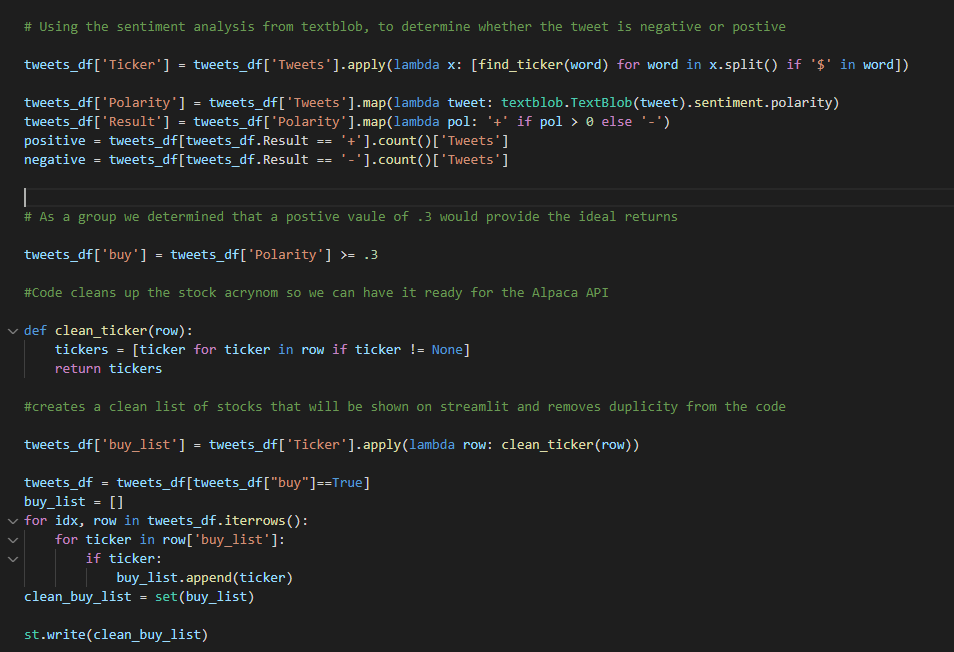 # Using the sentiment analysis from textblob, to determine whether the tweet is negative or postive
tweets_df['Ticker'] = tweets_df['Tweets'].apply(lambda x: [find_ticker(word) for word in x.split() if '$' in word])
tweets_df['Polarity'] = tweets_df['Tweets'].map(lambda tweet: textblob.TextBlob(tweet).sentiment.polarity)
tweets_df['Result'] = tweets_df['Polarity'].map(lambda pol: '+' if pol > 0 else '-')
positive = tweets_df[tweets_df.Result == '+'].count()['Tweets']
negative = tweets_df[tweets_df.Result == '-'].count()['Tweets']
# As a group we determined that a postive vaule of .3 would provide the ideal returns
tweets_df['buy'] = tweets_df['Polarity'] >= .3
#Code cleans up the stock acrynom so we can have it ready for the Alpaca API
def clean_ticker(row):
    tickers = [ticker for ticker in row if ticker != None]
    return tickers
#creates a clean list of stocks that will be shown on streamlit and removes duplicity from the code
tweets_df['buy_list'] = tweets_df['Ticker'].apply(lambda row: clean_ticker(row))
tweets_df = tweets_df[tweets_df["buy"]==True]
buy_list = []
for idx, row in tweets_df.iterrows():
    for ticker in row['buy_list']:
        if ticker:
            buy_list.append(ticker)
clean_buy_list = set(buy_list)
st.write(clean_buy_list)